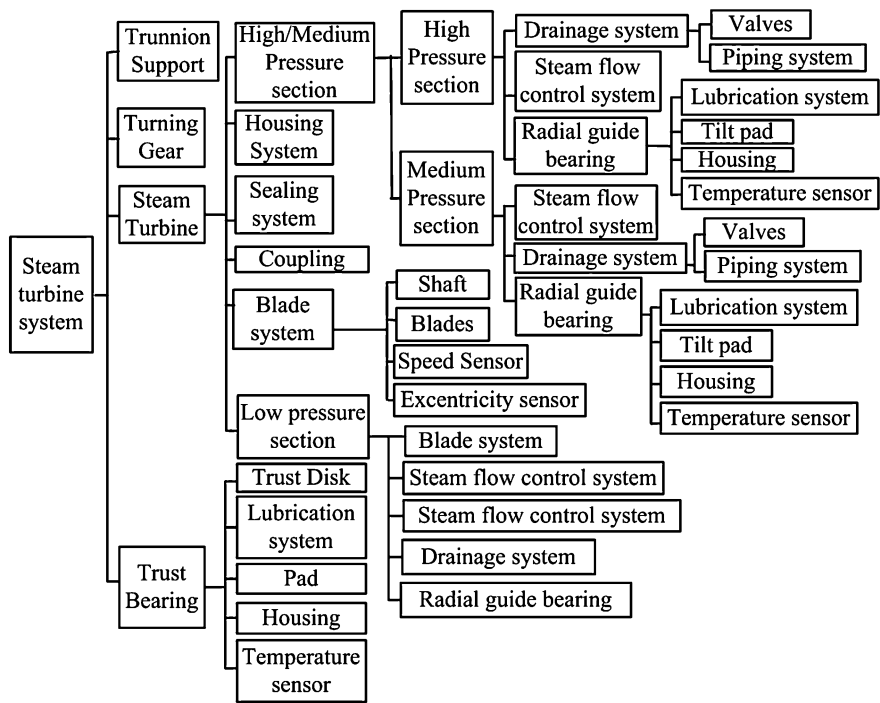 Steam
turbine
system
Trunnion
Support
Turning
Gear
Steam
Turbine
Trust
Bearing
High/Medium
Pressure
section
Housing
System
Sealing
system
Coupling
Blade
system
Low pressure
section
Trust Disk
Lubrication
system
Pad
Housing
Temperature
sensor
High
Pressure
section
Medium
Pressure
section
Shaft
Blades
Speed Sensor
Excentricity sensor
Blade system
Steam flow control system
Steam flow control system
Drainage system
Radial guide bearing
Drainage system
Steam flow
control system
Radial guide
bearing
Steam flow
control system
Drainage system
Radial guide
bearing
Valves
Piping system
Lubrication system
Tilt pad
Housing
Temperature sensor
Valves
Piping system
Lubrication system
Tilt pad
Housing
Temperature sensor